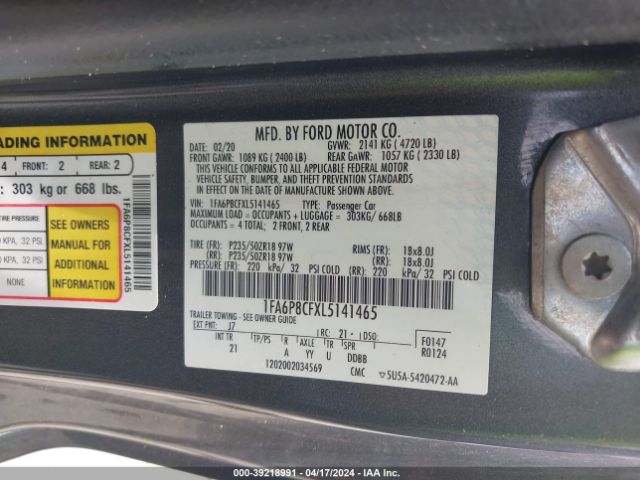 ADING INFORMATION
4 FRONT: 2 REAR: 2
: 303 kg or 668 lbs.
TIRE PRESSURE
KPA, 32 PSI
KPA, 32 PSI
NONE
SEE OWNERS
MANUAL FOR
ADDITIONAL
INFORMATION
1FA6P8CFXL5141465
MFD. BY FORD MOTOR CO.
DATE: 02/20 GVWR: 2141 KG ( 4720 LB)
FRONT GAWR: 1089 KG ( 2400 LB) REAR GAWR: 1057 KG ( 2330 LB)
THIS VEHICLE CONFORMS TO ALL APPLICABLE FEDERAL MOTOR
VEHICLE SAFETY, BUMPER, AND THEFT PREVENTION STANDARDS
IN EFFECT ON THE DATE OF MANUFACTURE SHOWN ABOVE.
VIN: 1FA6P8CFXL5141465 TYPE: Passenger Car
MAXIMUM LOAD = OCCUPANTS + LUGGAGE = 303KG/ 668LB
OCCUPANTS = 4 TOTAL; 2 FRONT, 2 REAR
TIRE (FR): P235/50ZR18 97W RIMS (FR): 18x8.0J
TIRE (RR): P235/50ZR18 97W RIMS (RR): 18x8.0J
PRESSURE (FR): 220 kPa/ 32 PSI COLD (RR): 220 kPa/ 32 PSI COLD
1FA6P8CFXL5141465
TRAILER TOWING - SEE OWNER GUIDE
EXT PNT: J7 RC: 21 DSO: F0147
INT TR TP/PS R AXLE TR SPR R0124
21 A YY U DDBB
1202002034569 CMC 5U5A-5420472-AA
00-39218991 - 04/17/2024 - IAA Inc.